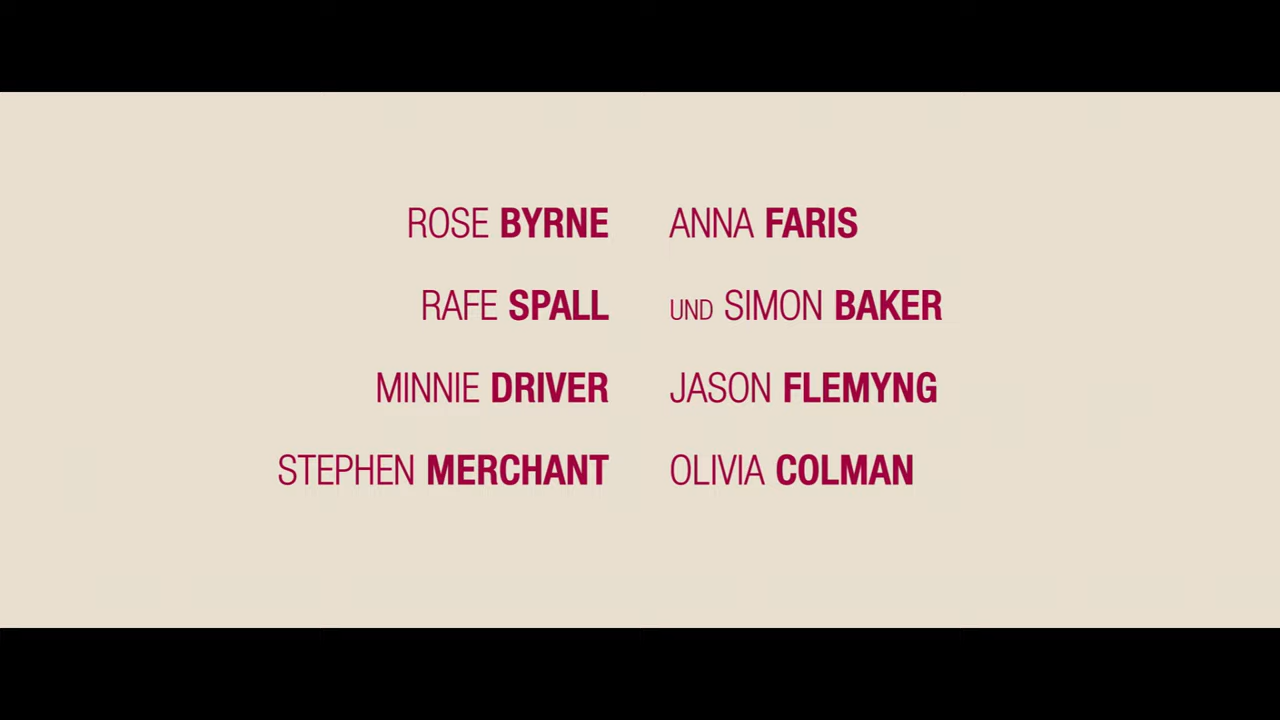 ROSE BYRNE ANNA FARIS
RAFE SPALL UND SIMON BAKER
MINNIE DRIVER JASON FLEMYNG
STEPHEN MERCHANT OLIVIA COLMAN